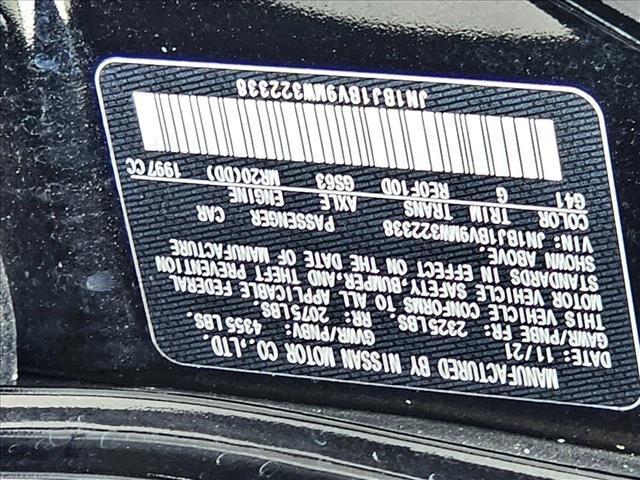 MANUFACTURED BY NISSAN MOTOR CO.,LTD.
DATE: 11/21 GVWR/PNBV: 4355 LBS.
GAWR/PNBE FR: 2325LBS RR: 2075LBS
THIS VEHICLE CONFORMS TO ALL APPLICABLE FEDERAL
MOTOR VEHICLE SAFETY-BUMPER,AND THEFT PREVENTION
STANDARDS IN EFFECT ON THE DATE OF MANUFACTURE
SHOWN ABOVE
VIN: JN1BJ1BV9MW322338 PASSENGER CAR
COLOR TRIM TRANS AXLE ENGINE
G41 G RE0F10D GS63 MR20(DD) 1997 CC
JN1BJ1BV9MW322338